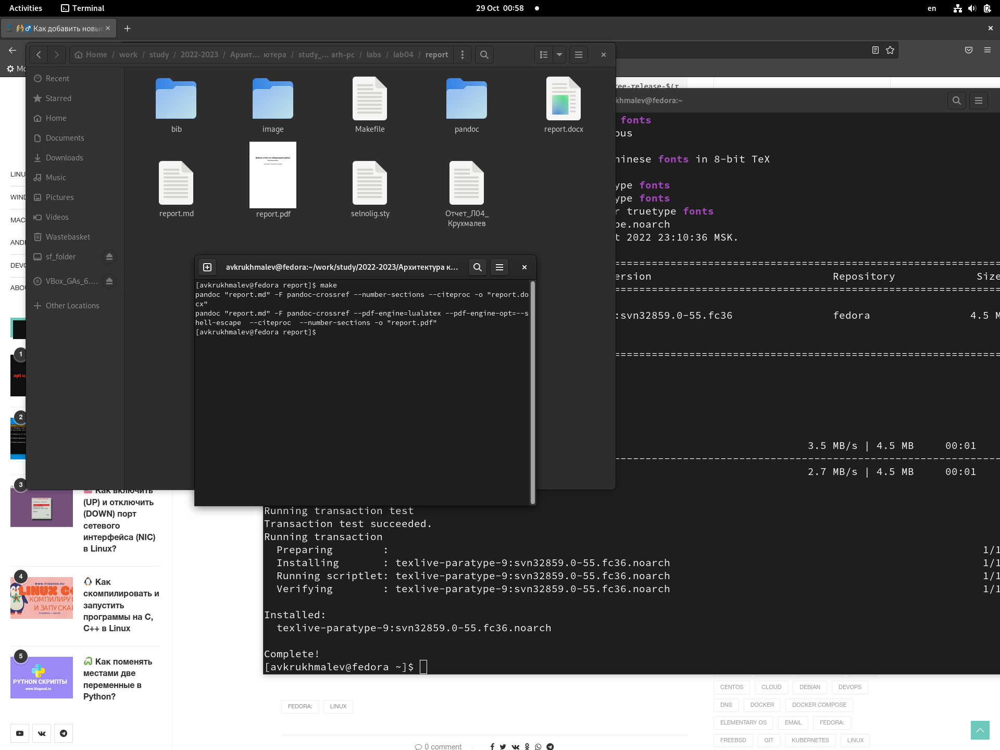 Activities
Terminal
29 Oct 00:58
en
Как добавить новые
Home / work / study / 2022-2023 / Архит... ютера / study_... arh-pc / labs / lab04 / report
Recent
Starred
Home
Documents
Downloads
Music
Pictures
Videos
Wastebasket
sf_folder
VBox_GAs_6....
Other Locations
bib
image
Makefile
pandoc
report.docx
report.md
report.pdf
selnolig.sty
Отчет_Л04_
Крухмалев
avkrukhmalev@fedora:~/work/study/2022-2023/Архитектура к...
[avkrukhmalev@fedora report]$ make
pandoc "report.md" -F pandoc-crossref --number-sections --citeproc -o "report.do
cx"
pandoc "report.md" -F pandoc-crossref --pdf-engine=lualatex --pdf-engine-opt=--s
hell-escape  --citeproc  --number-sections -o "report.pdf"
[avkrukhmalev@fedora report]$
ee-release-$(r
khmalev@fedora:~
fonts
ous
hinese fonts in 8-bit TeX
ype fonts
ype fonts
r truetype fonts
pe.noarch
t 2022 23:10:36 MSK.
ersion Repository Size
:svn32859.0-55.fc36 fedora 4.5 M
3.5 MB/s | 4.5 MB 00:01
2.7 MB/s | 4.5 MB 00:01
Running transaction test
Transaction test succeeded.
Running transaction
Preparing : 1/1
Installing : texlive-paratype-9:svn32859.0-55.fc36.noarch 1/1
Running scriptlet: texlive-paratype-9:svn32859.0-55.fc36.noarch 1/1
Verifying : texlive-paratype-9:svn32859.0-55.fc36.noarch 1/1
Installed:
texlive-paratype-9:svn32859.0-55.fc36.noarch
Complete!
[avkrukhmalev@fedora ~]$
LINU
WIND
MAC
ANDR
DEVO
ABOU
1
apt u
2
3
Как включить
(UP) и отключить
(DOWN) порт
сетевого
интерфейса (NIC)
в Linux?
4
WWW.ITISGOOD.RU
LINUX C+
КОМПИЛИРУ
И ЗАПУСКА
Как
скомпилировать и
запустить
программы на C,
C++ в Linux
5
PYTHON СКРИПТЫ
www.itisgood.ru
Как поменять
местами две
переменные в
Python?
FEDORA:
LINUX
0 comment
CENTOS
CLOUD
DEBIAN
DEVOPS
DNS
DOCKER
DOCKER COMPOSE
ELEMENTARY OS
EMAIL
FEDORA:
FREEBSD
GIT
KUBERNETES
LINUX